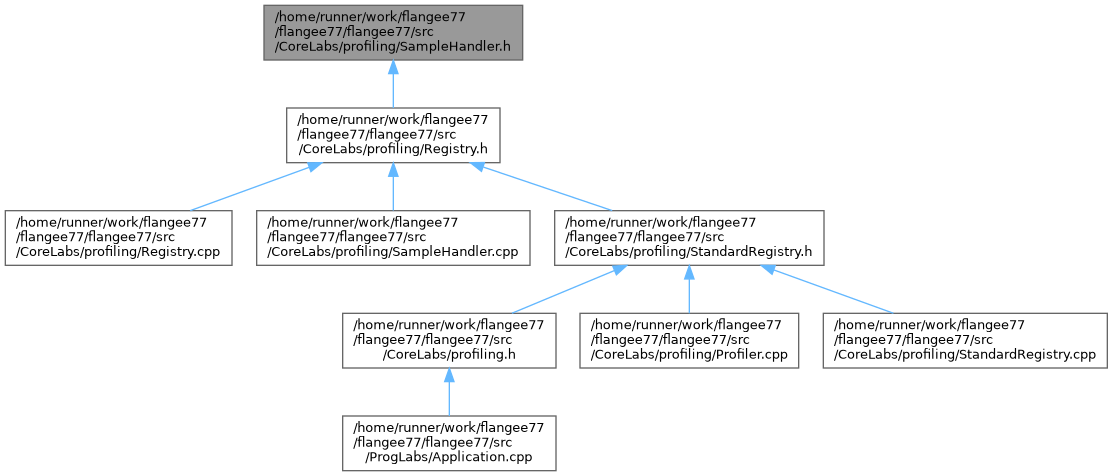 /home/runner/work/flangee77
/flangee77/flangee77/src
/CoreLabs/profiling/SampleHandler.h
/home/runner/work/flangee77
/flangee77/flangee77/src
/CoreLabs/profiling/Registry.h
/home/runner/work/flangee77
/flangee77/flangee77/src
/CoreLabs/profiling/Registry.cpp
/home/runner/work/flangee77
/flangee77/flangee77/src
/CoreLabs/profiling/SampleHandler.cpp
/home/runner/work/flangee77
/flangee77/flangee77/src
/CoreLabs/profiling/StandardRegistry.h
/home/runner/work/flangee77
/flangee77/flangee77/src
/CoreLabs/profiling.h
/home/runner/work/flangee77
/flangee77/flangee77/src
/CoreLabs/profiling/Profiler.cpp
/home/runner/work/flangee77
/flangee77/flangee77/src
/CoreLabs/profiling/StandardRegistry.cpp
/home/runner/work/flangee77
/flangee77/flangee77/src
/ProgLabs/Application.cpp